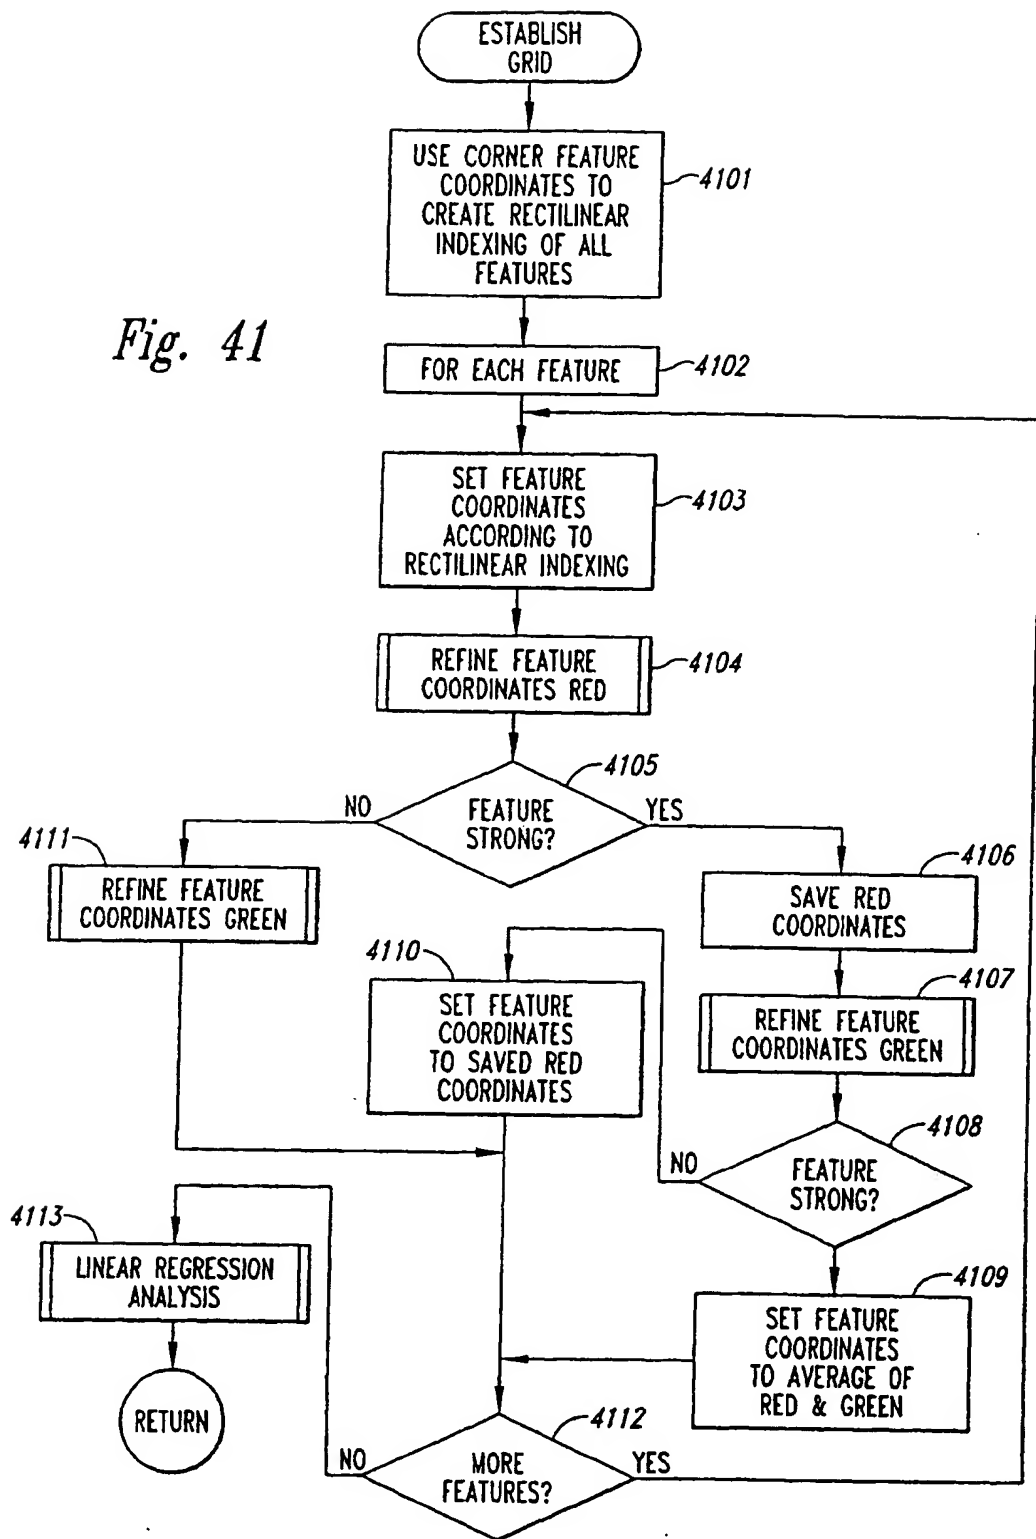 ESTABLISH
GRID
USE CORNER FEATURE
COORDINATES TO
CREATE RECTILINEAR
INDEXING OF ALL
FEATURES
4101
Fig. 41
FOR EACH FEATURE
4102
SET FEATURE
COORDINATES
ACCORDING TO
RECTILINEAR INDEXING
4103
REFINE FEATURE
COORDINATES RED
4104
4105
NO
FEATURE
STRONG?
YES
4111
REFINE FEATURE
COORDINATES GREEN
4106
SAVE RED
COORDINATES
4110
SET FEATURE
COORDINATES
TO SAVED RED
COORDINATES
4107
REFINE FEATURE
COORDINATES GREEN
4108
NO
FEATURE
STRONG?
4113
LINEAR REGRESSION
ANALYSIS
4109
SET FEATURE
COORDINATES
TO AVERAGE OF
RED & GREEN
RETURN
4112
NO
MORE
FEATURES?
YES